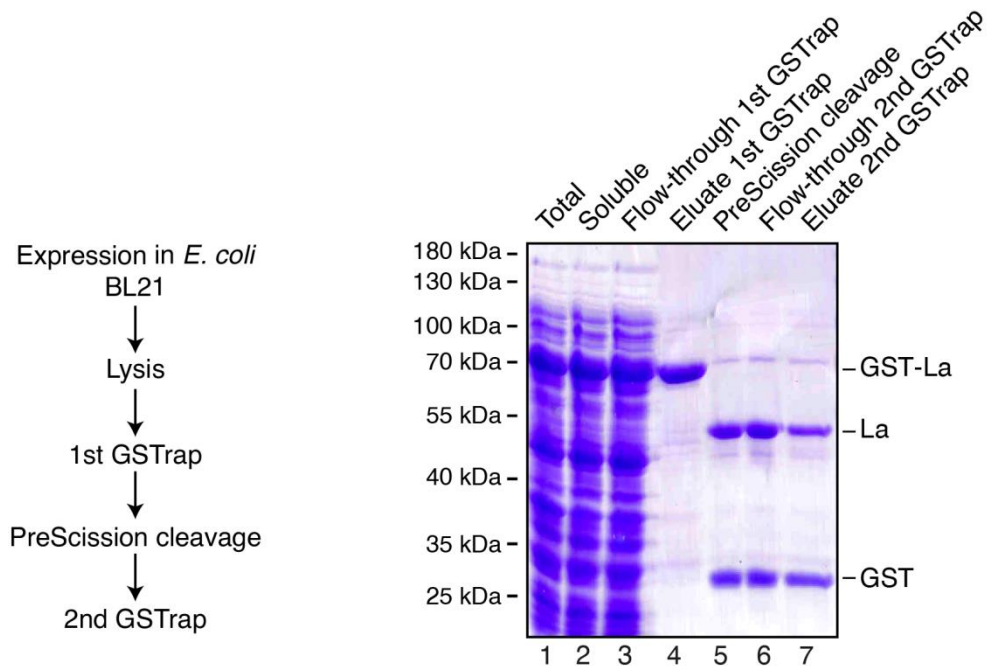 Expression in E. coli
BL21
Lysis
1st GSTrap
PreScission cleavage
2nd GSTrap
Total
Soluble
Flow-through 1st GSTrap
Eluate 1st GSTrap
PreScission cleavage
Flow-through 2nd GSTrap
Eluate 2nd GSTrap
180 kDa
130 kDa
100 kDa
70 kDa
55 kDa
40 kDa
35 kDa
25 kDa
GST-La
La
GST
1 2 3 4 5 6 7